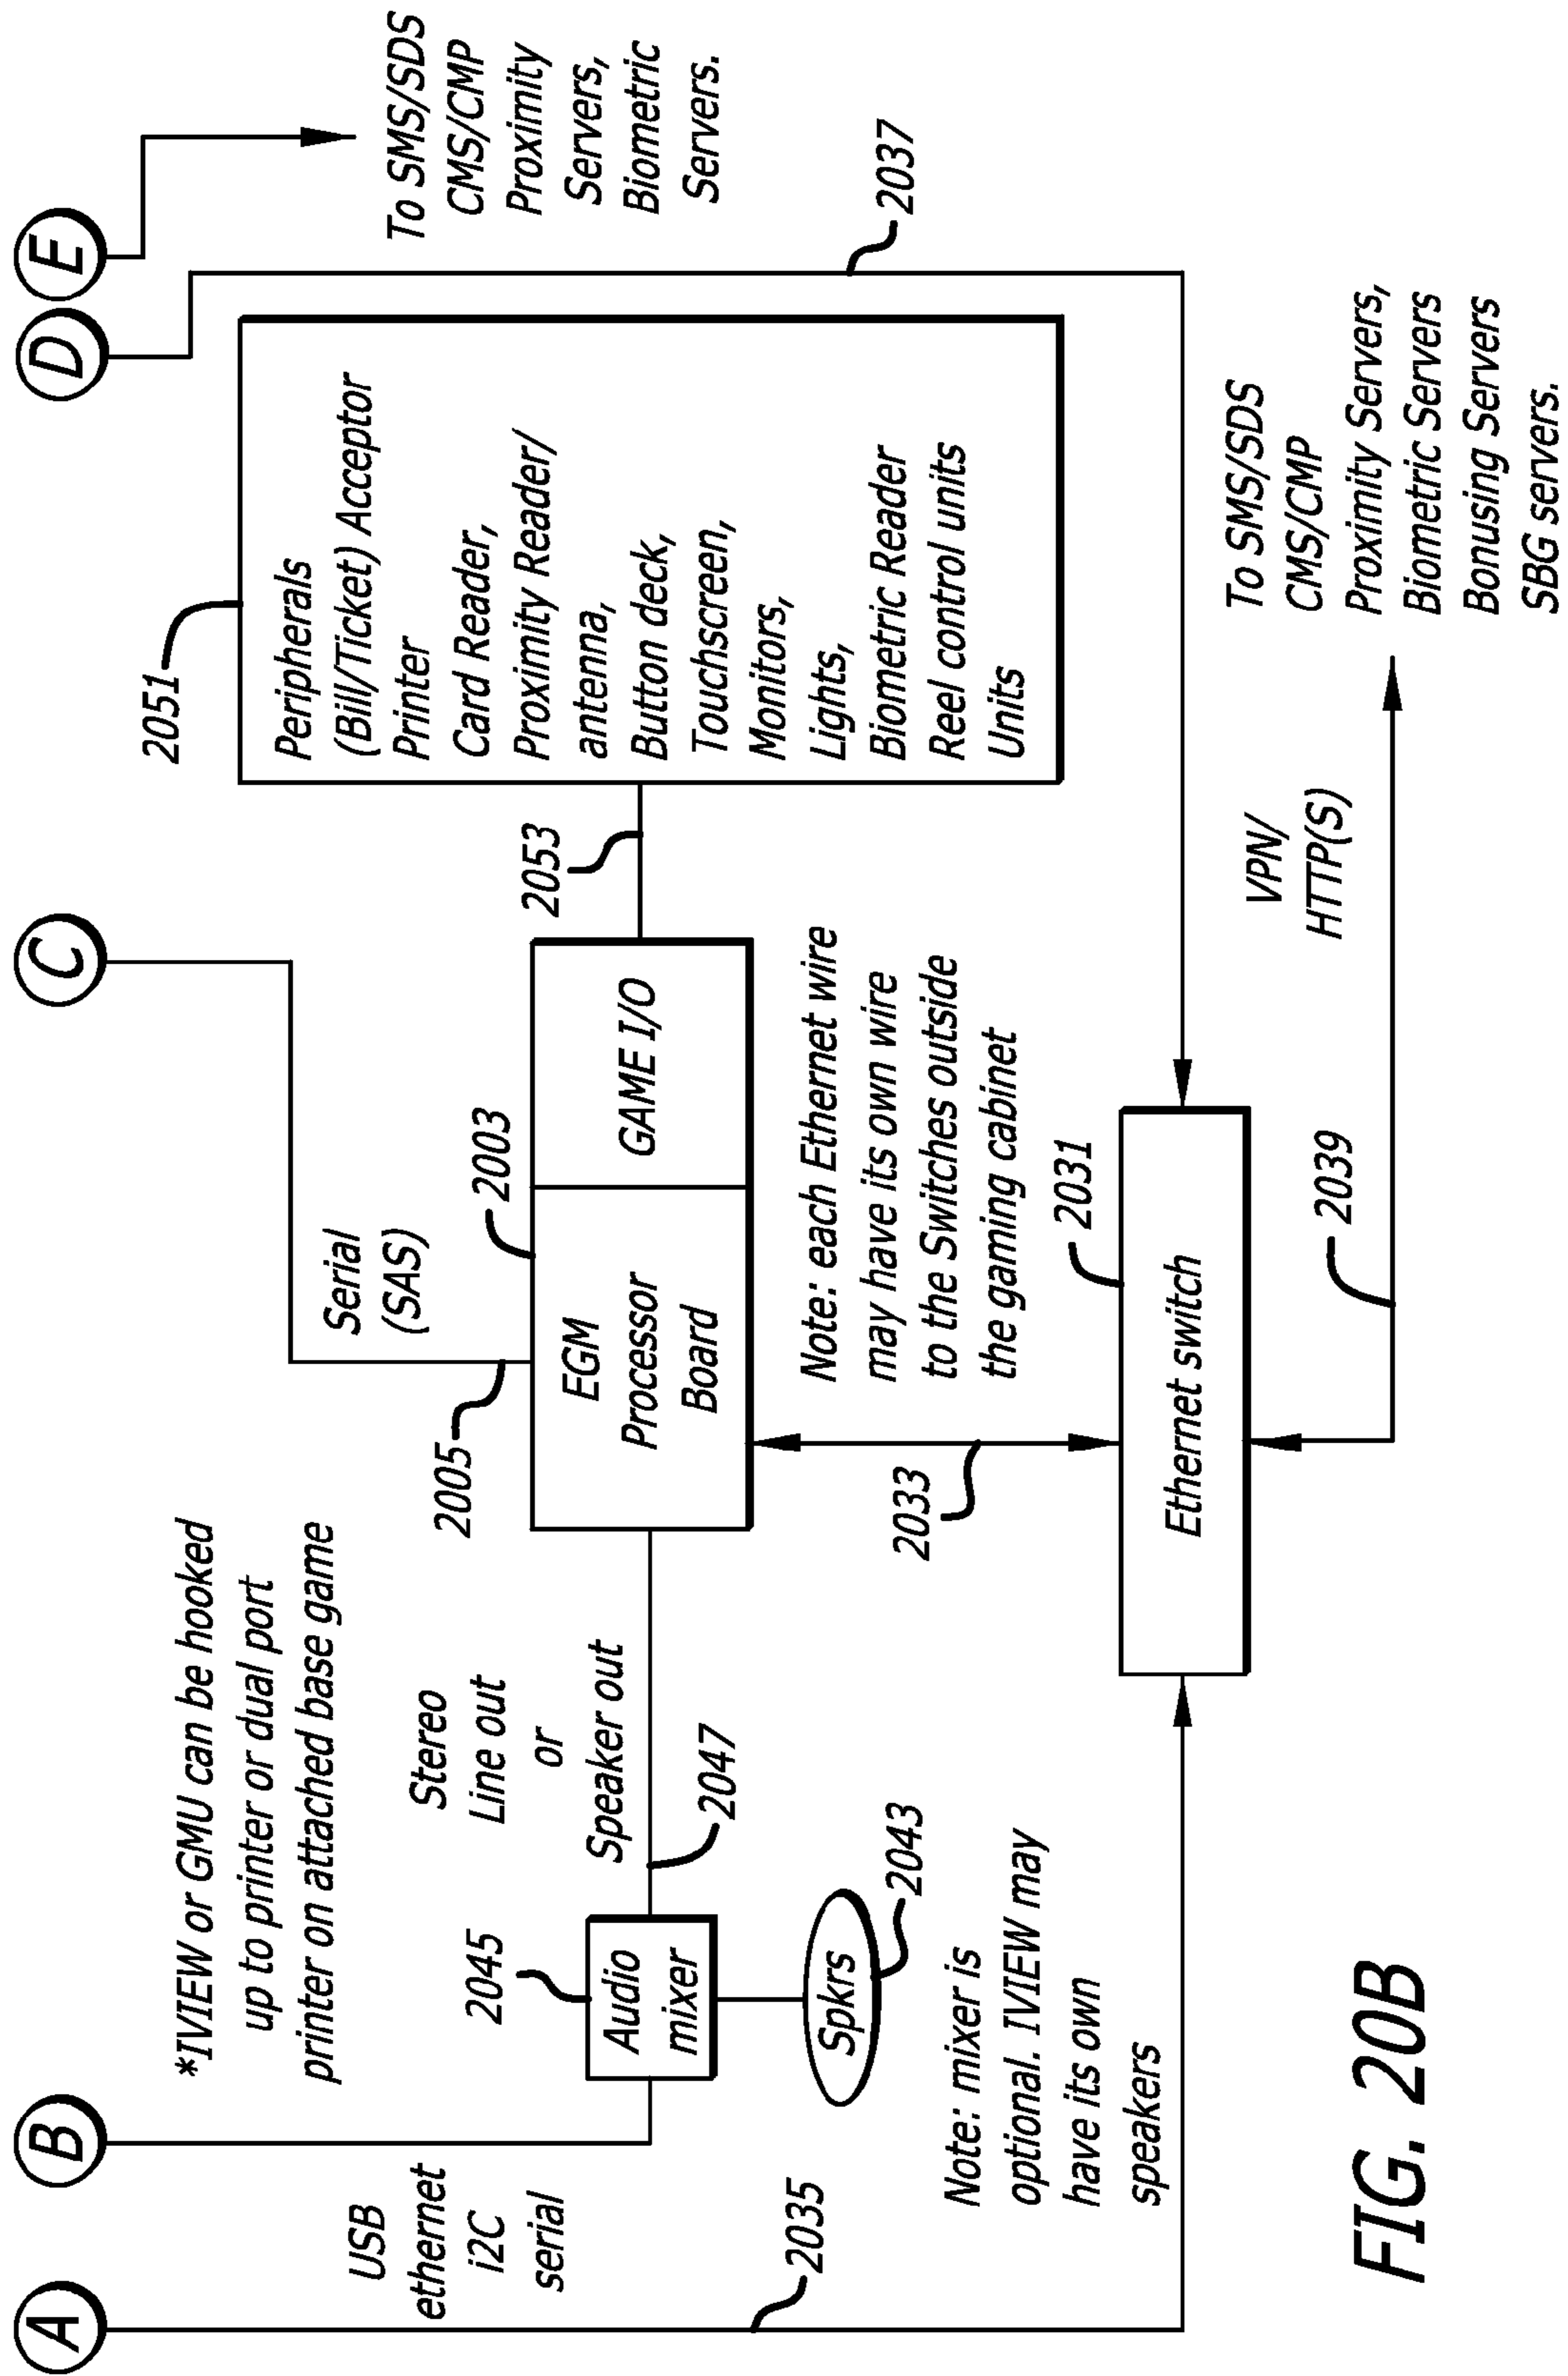 A
B
C
D
E
USB
ethernet
i2C
serial
*IVIEW or GMU can be hooked
up to printer or dual port
printer on attached base game
Serial
(SAS)
2005
2003
2051
To SMS/SDS
CMS/CMP
Proximity
Servers,
Biometric
Servers.
Stereo
Line out
or
Speaker out
2045
Audio
mixer
2047
EGM
Processor
Board
GAME I/O
2053
Peripherals
(Bill/Ticket) Acceptor
Printer
Card Reader,
Proximity Reader/
antenna,
Button deck,
Touchscreen,
Monitors,
Lights,
Biometric Reader
Reel control units
Units
2037
2035
Spkrs
2043
Note: mixer is
optional. IVIEW may
have its own
speakers
2033
Note: each Ethernet wire
may have its own wire
to the Switches outside
the gaming cabinet
2031
Ethernet switch
2039
VPN/
HTTP(S)
To SMS/SDS
CMS/CMP
Proximity Servers,
Biometric Servers
Bonusing Servers
SBG servers.
FIG. 20B